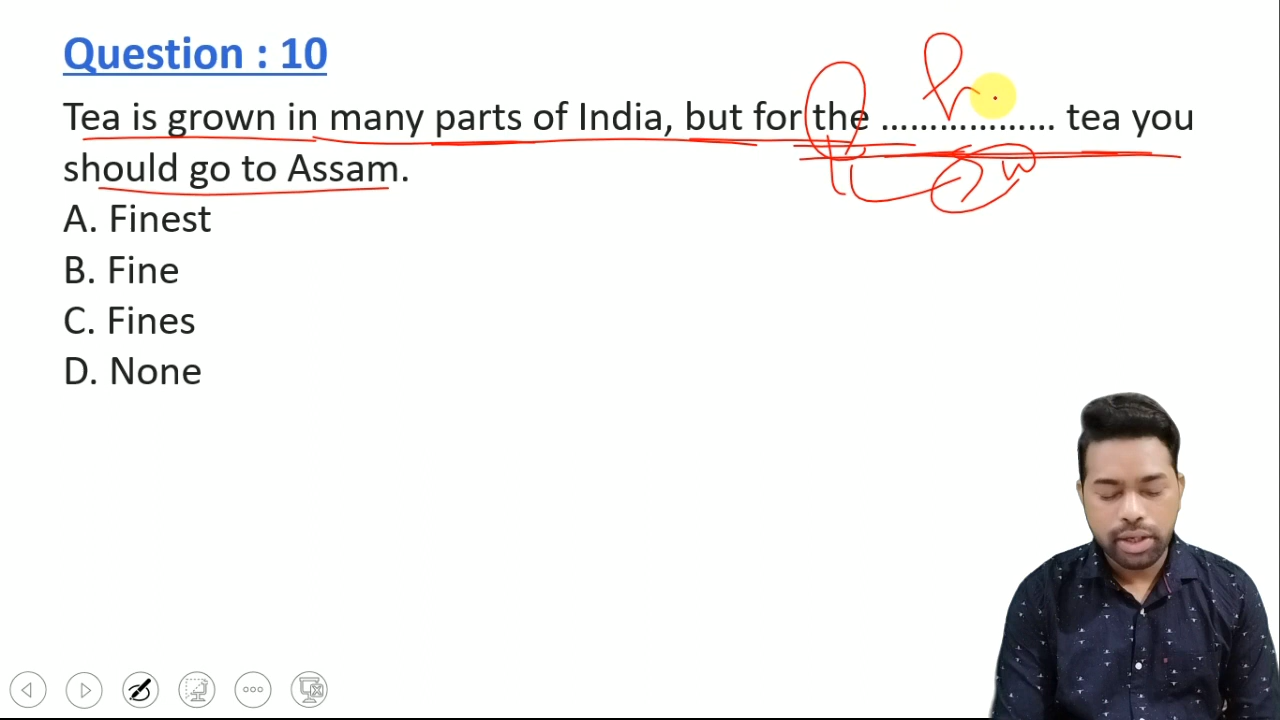 Question : 10
Tea is grown in many parts of India, but for the ................... tea you
should go to Assam.
A. Finest
B. Fine
C. Fines
D. None